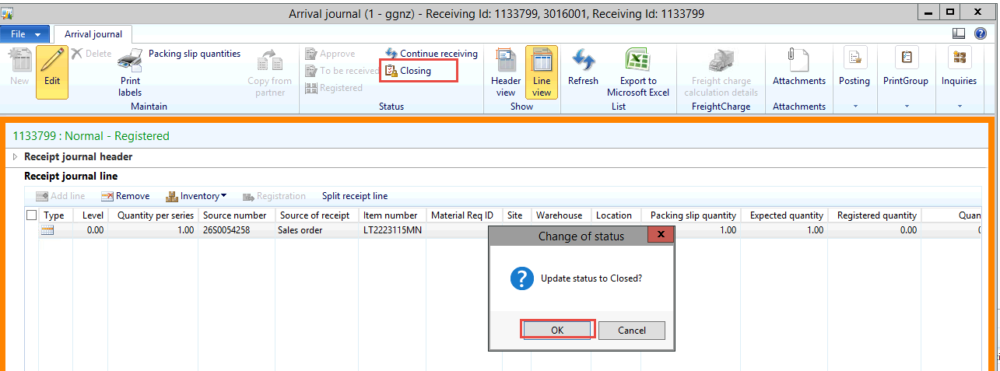 Arrival journal (1 - ggnz) - Receiving Id: 1133799, 3016001, Receiving Id: 1133799
File
Arrival journal
New
Edit
Delete
Print labels
Packing slip quantities
Copy from partner
Maintain
Approve
To be received
Registered
Continue receiving
Closing
Status
Header view
Line view
Show
Refresh
Export to Microsoft Excel
List
Freight charge calculation details
FreightCharge
Attachments
Attachments
Posting
PrintGroup
Inquiries
1133799 : Normal - Registered
Receipt journal header
Receipt journal line
Add line Remove Inventory Registration Split receipt line
Type Level Quantity per series Source number Source of receipt Item number Material Req ID Site Warehouse Location Packing slip quantity Expected quantity Registered quantity Quan
0.00 1.00 26S0054258 Sales order LT2223115MN 1.00 1.00 0.00
Change of status
Update status to Closed?
OK Cancel